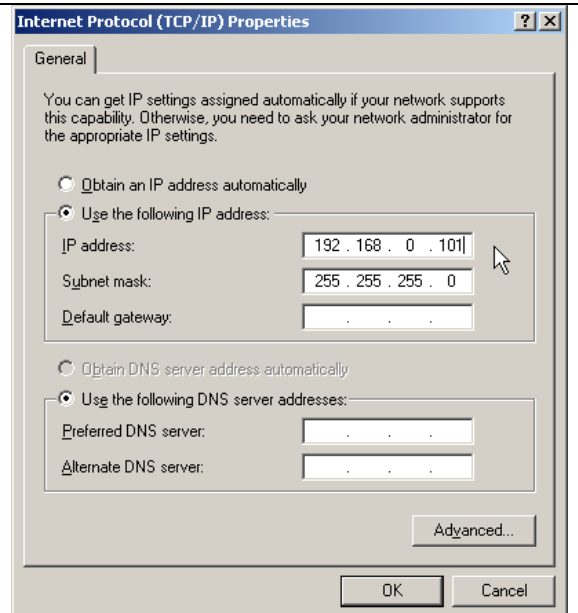 Internet Protocol (TCP/IP) Properties
General
You can get IP settings assigned automatically if your network supports
this capability. Otherwise, you need to ask your network administrator for
the appropriate IP settings.
Obtain an IP address automatically
Use the following IP address:
IP address: 192 . 168 . 0 . 101
Subnet mask: 255 . 255 . 255 . 0
Default gateway: . . .
Obtain DNS server address automatically
Use the following DNS server addresses:
Preferred DNS server: . . .
Alternate DNS server: . . .
Advanced...
OK Cancel